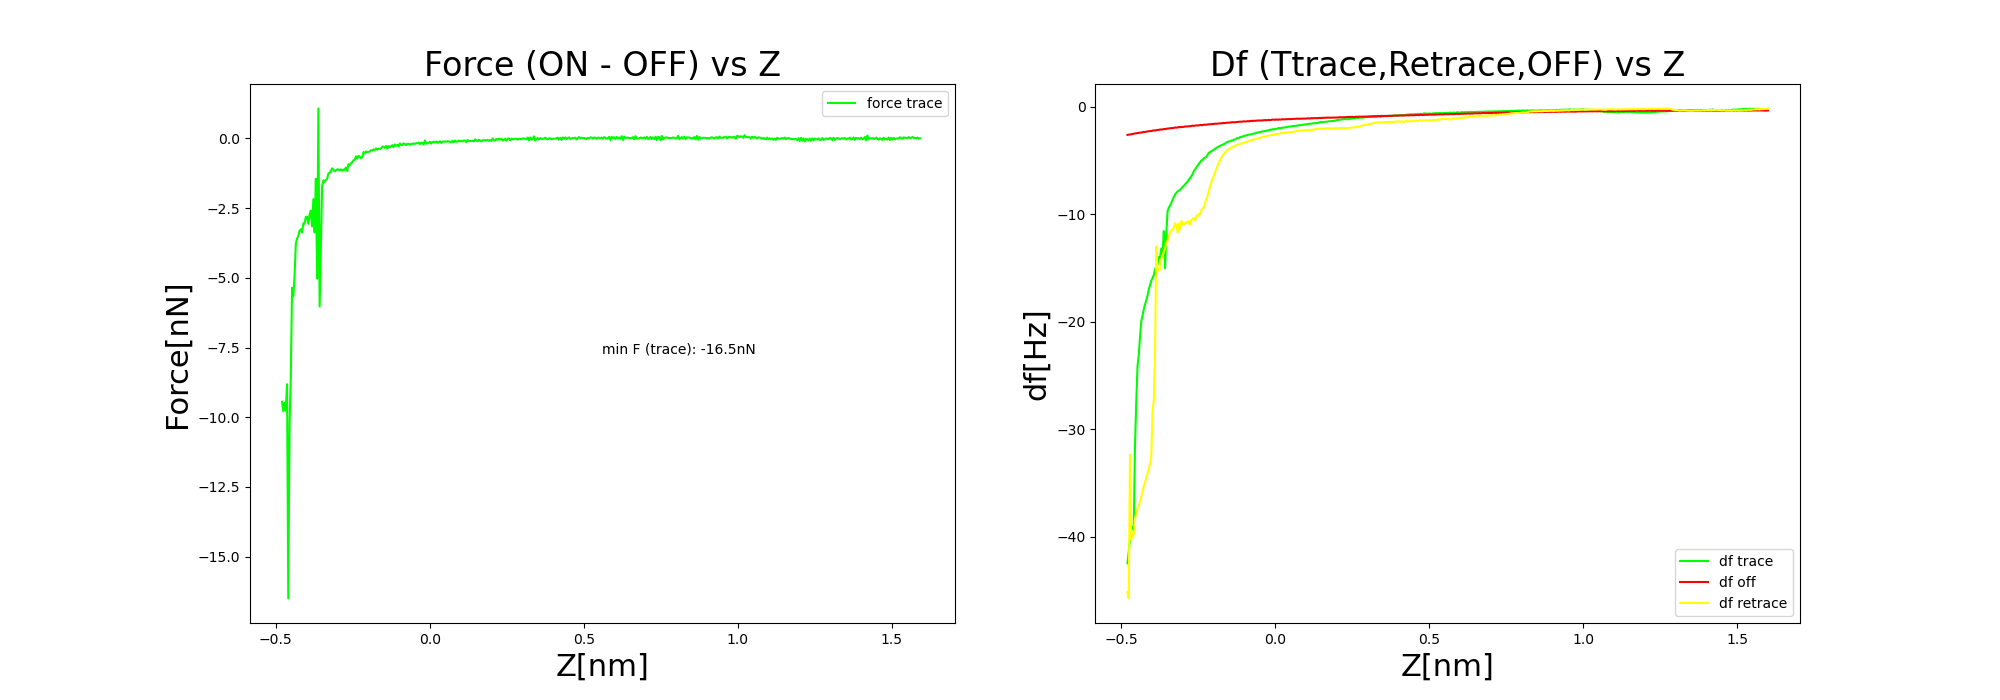 Force (ON - OFF) vs Z
force trace
0.0
−2.5
−5.0
−7.5
−10.0
−12.5
−15.0
Force[nN]
min F (trace): -16.5nN
−0.5 0.0 0.5 1.0 1.5
Z[nm]
Df (Ttrace,Retrace,OFF) vs Z
0
−10
−20
−30
−40
df[Hz]
df trace
df off
df retrace
−0.5 0.0 0.5 1.0 1.5
Z[nm]